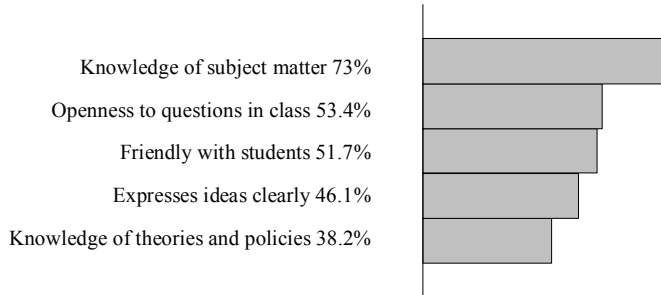 Knowledge of subject matter 73%
Openness to questions in class 53.4%
Friendly with students 51.7%
Expresses ideas clearly 46.1%
Knowledge of theories and policies 38.2%